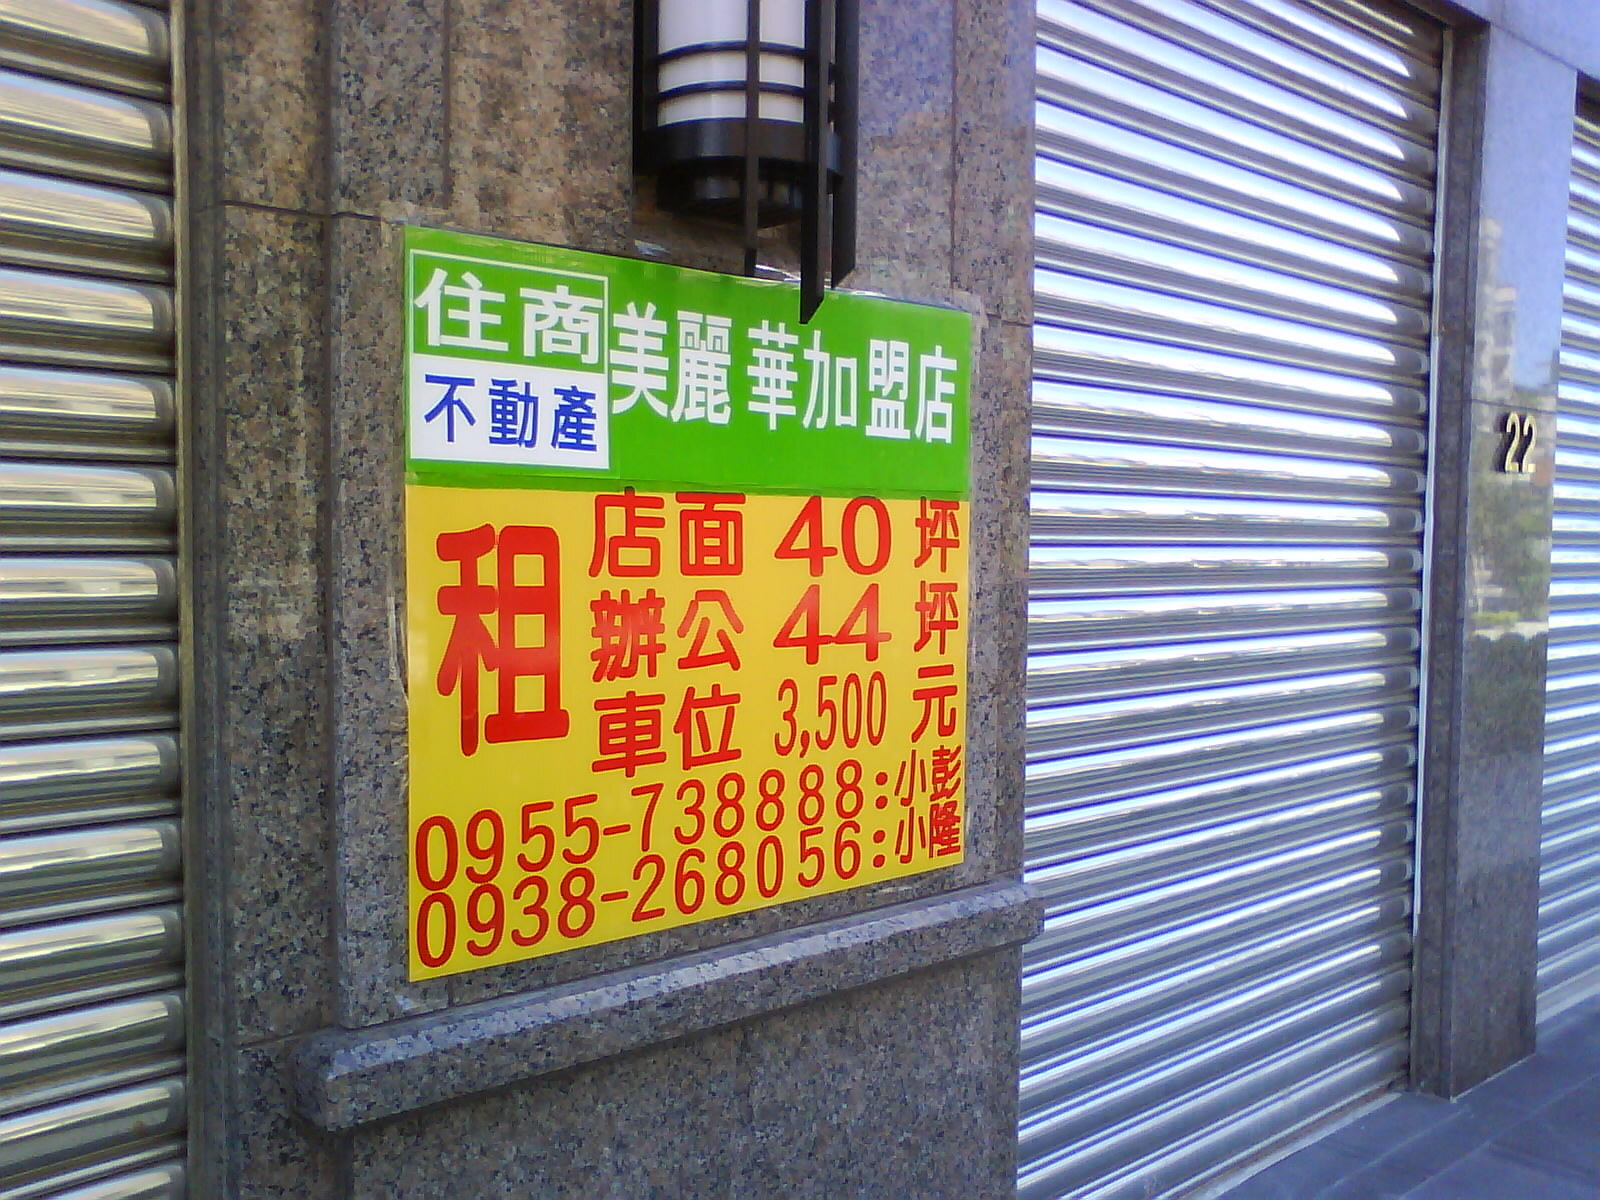 住商
不動產
美麗華加盟店
租
店面 40 坪
辦公 44 坪
車位 3,500 元
0955-738888:小彭
0938-268056:小隆
22